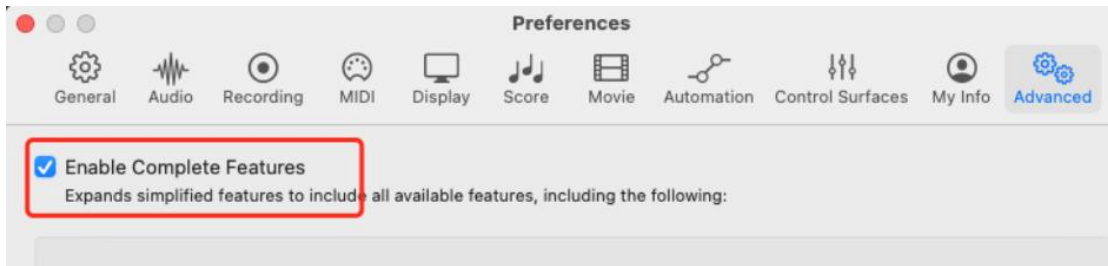 Preferences
General Audio Recording MIDI Display Score Movie Automation Control Surfaces My Info Advanced
Enable Complete Features
Expands simplified features to include all available features, including the following: